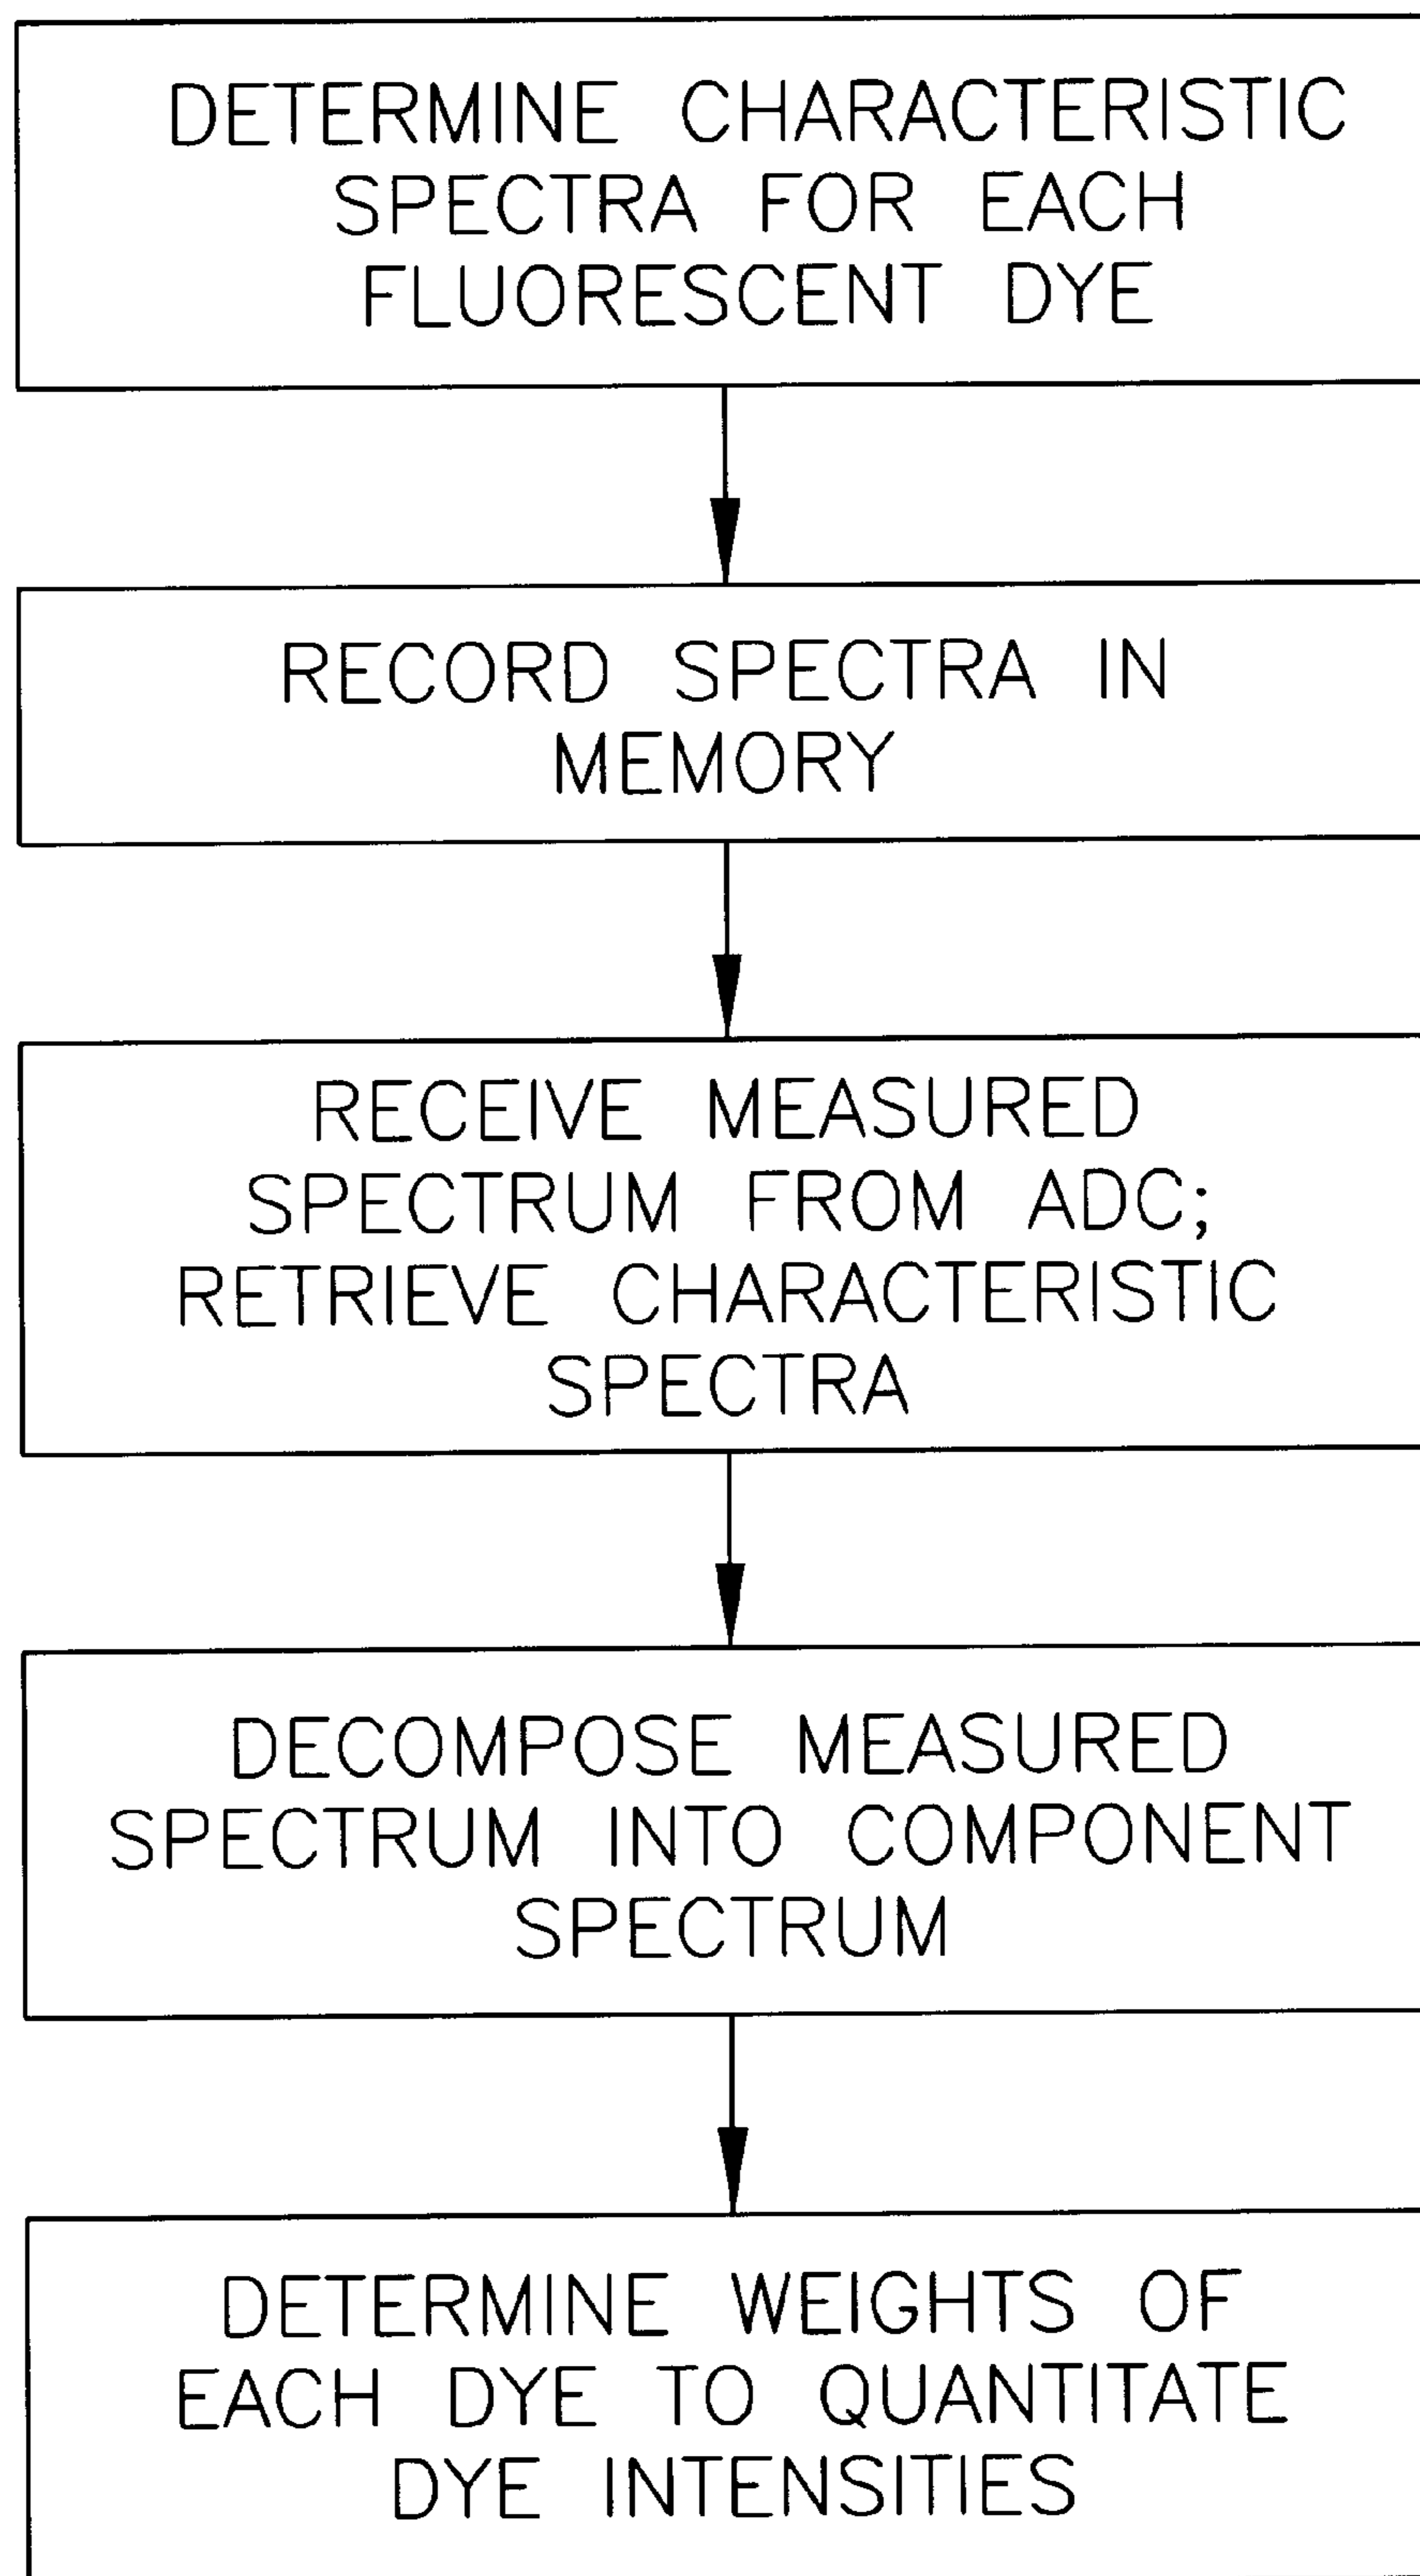 DETERMINE CHARACTERISTIC
SPECTRA FOR EACH
FLUORESCENT DYE
RECORD SPECTRA IN
MEMORY
RECEIVE MEASURED
SPECTRUM FROM ADC;
RETRIEVE CHARACTERISTIC
SPECTRA
DECOMPOSE MEASURED
SPECTRUM INTO COMPONENT
SPECTRUM
DETERMINE WEIGHTS OF
EACH DYE TO QUANTITATE
DYE INTENSITIES